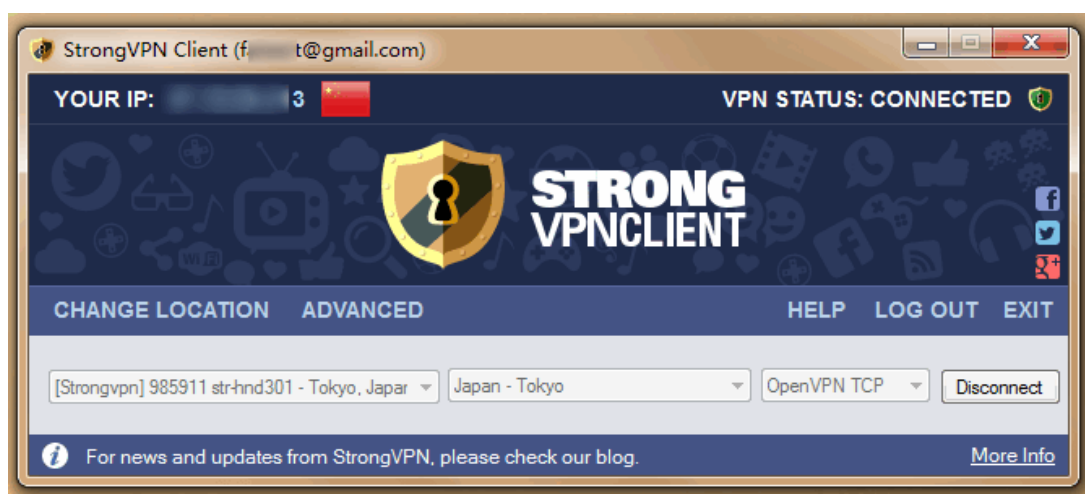 StrongVPN Client (f t@gmail.com)
YOUR IP: 3
VPN STATUS: CONNECTED
STRONG
VPNCLIENT
CHANGE LOCATION ADVANCED HELP LOG OUT EXIT
[Strongvpn] 985911 str-hnd301 - Tokyo, Japar Japan - Tokyo OpenVPN TCP Disconnect
For news and updates from StrongVPN, please check our blog. More Info